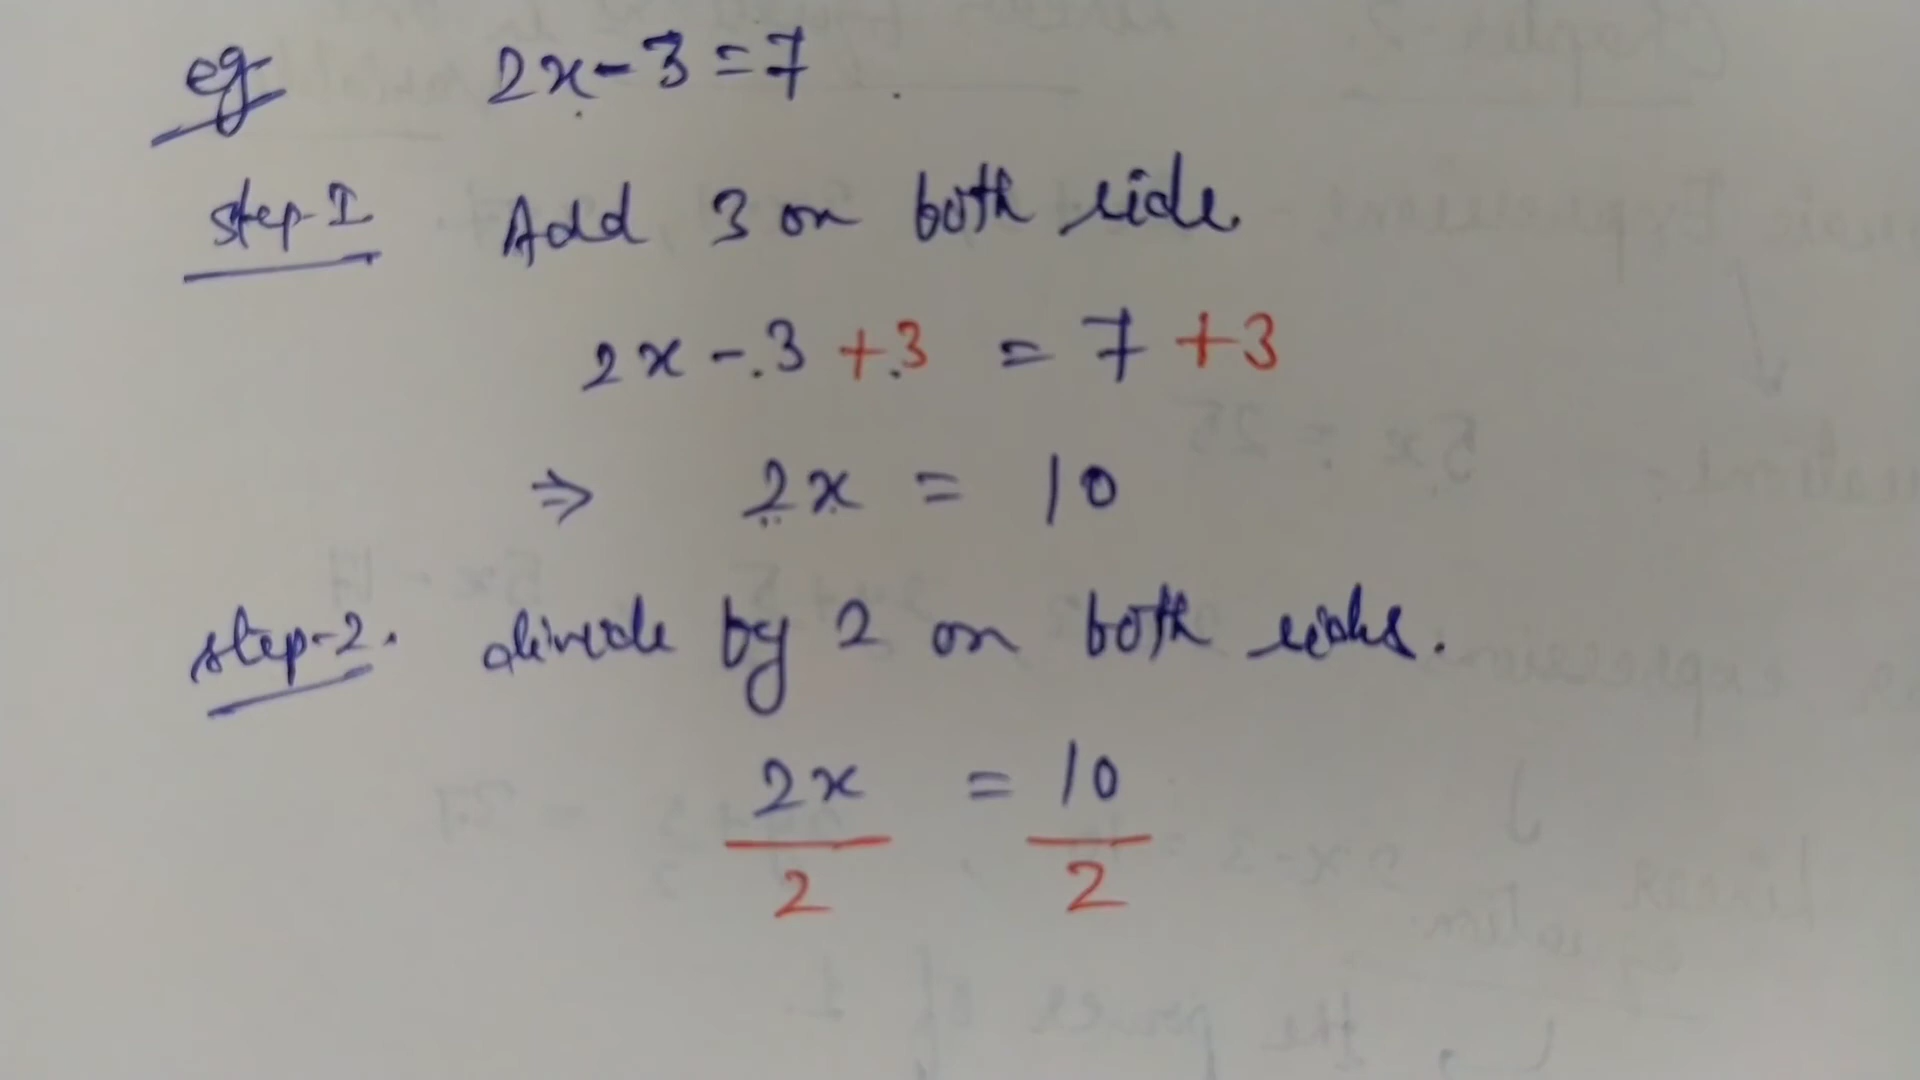 eg 2x - 3 = 7
step-I Add 3 on both side.
2x - 3 + 3 = 7 + 3
⇒ 2x = 10
step-2. divide by 2 on both sides.
2x/2 = 10/2